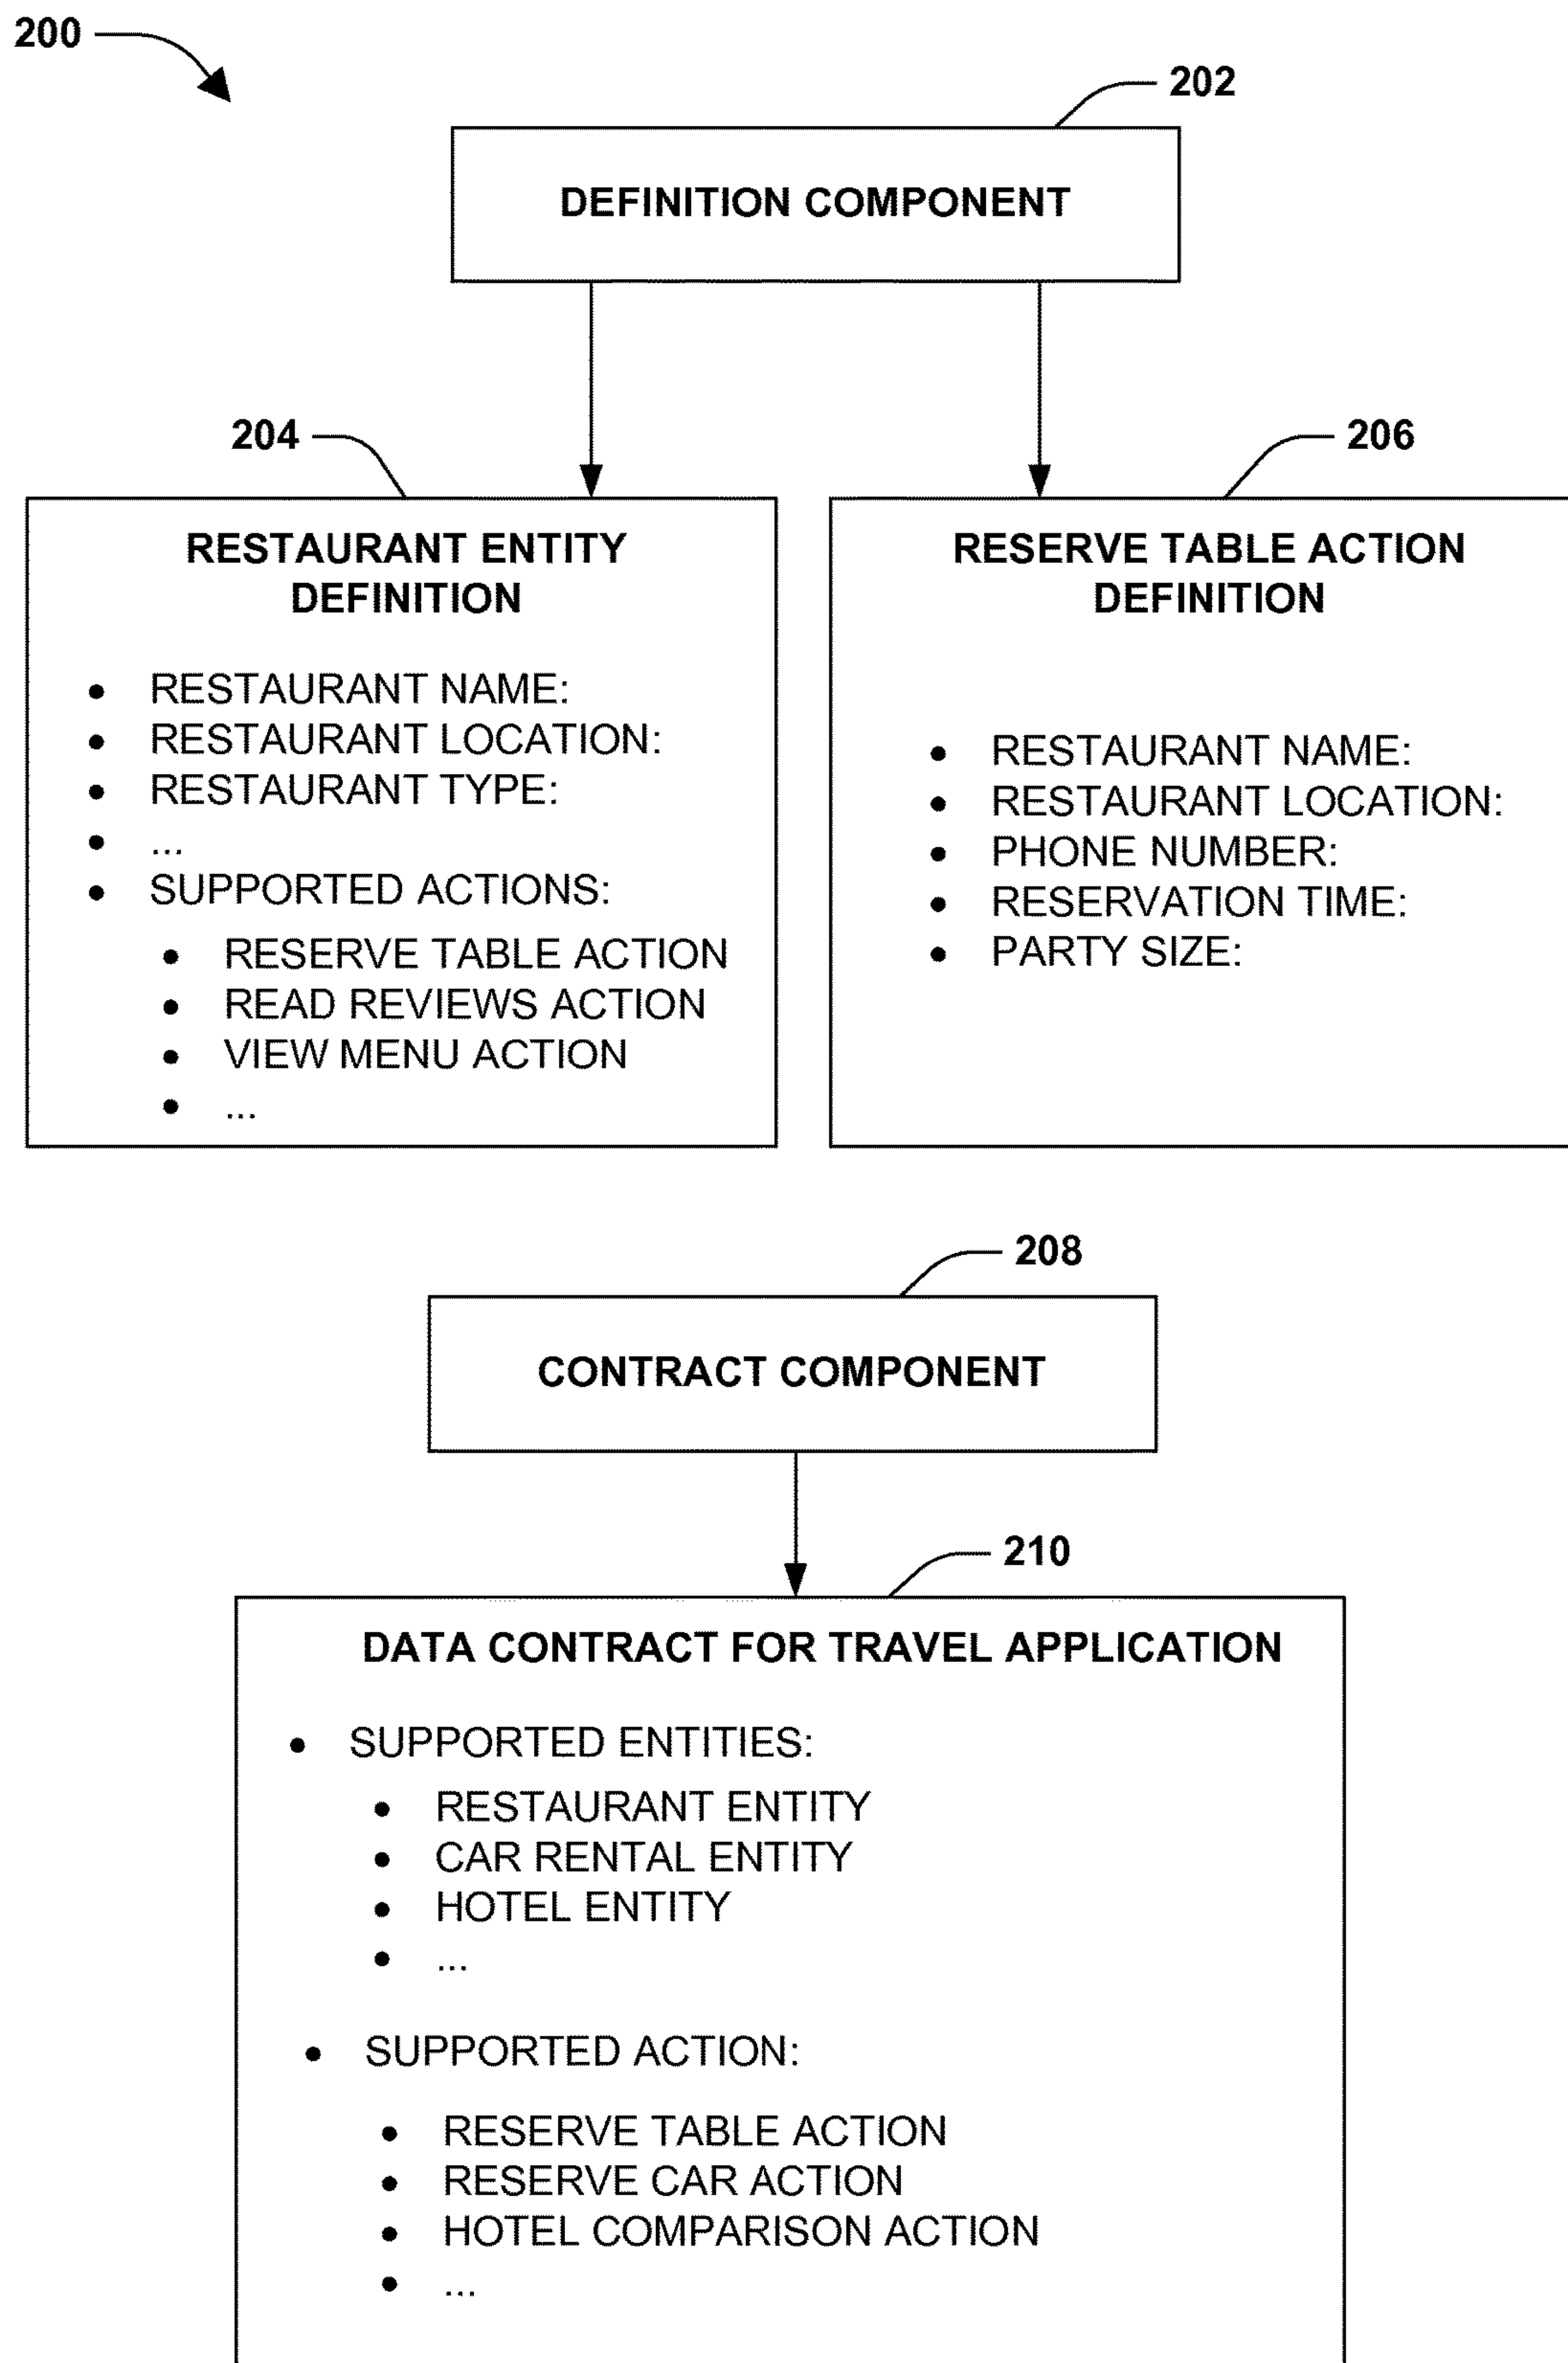 200
202
DEFINITION COMPONENT
204
206
RESTAURANT ENTITY
DEFINITION
• RESTAURANT NAME:
• RESTAURANT LOCATION:
• RESTAURANT TYPE:
• ...
• SUPPORTED ACTIONS:
• RESERVE TABLE ACTION
• READ REVIEWS ACTION
• VIEW MENU ACTION
• ...
RESERVE TABLE ACTION
DEFINITION
• RESTAURANT NAME:
• RESTAURANT LOCATION:
• PHONE NUMBER:
• RESERVATION TIME:
• PARTY SIZE:
208
CONTRACT COMPONENT
210
DATA CONTRACT FOR TRAVEL APPLICATION
• SUPPORTED ENTITIES:
• RESTAURANT ENTITY
• CAR RENTAL ENTITY
• HOTEL ENTITY
• ...
• SUPPORTED ACTION:
• RESERVE TABLE ACTION
• RESERVE CAR ACTION
• HOTEL COMPARISON ACTION
• ...